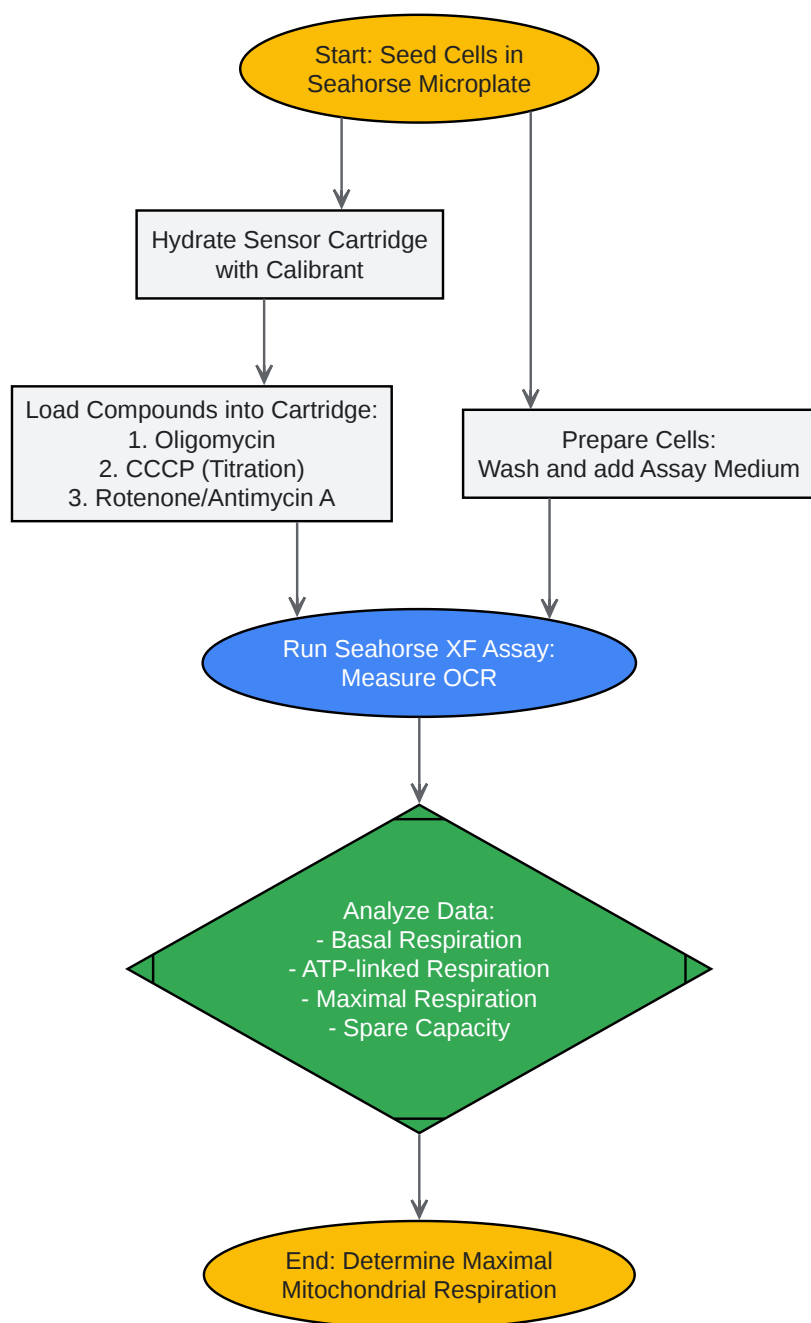 Start: Seed Cells in
Seahorse Microplate
Hydrate Sensor Cartridge
with Calibrant
Load Compounds into Cartridge:
1. Oligomycin
2. CCCP (Titration)
3. Rotenone/Antimycin A
Prepare Cells:
Wash and add Assay Medium
Run Seahorse XF Assay:
Measure OCR
Analyze Data:
- Basal Respiration
- ATP-linked Respiration
- Maximal Respiration
- Spare Capacity
End: Determine Maximal
Mitochondrial Respiration